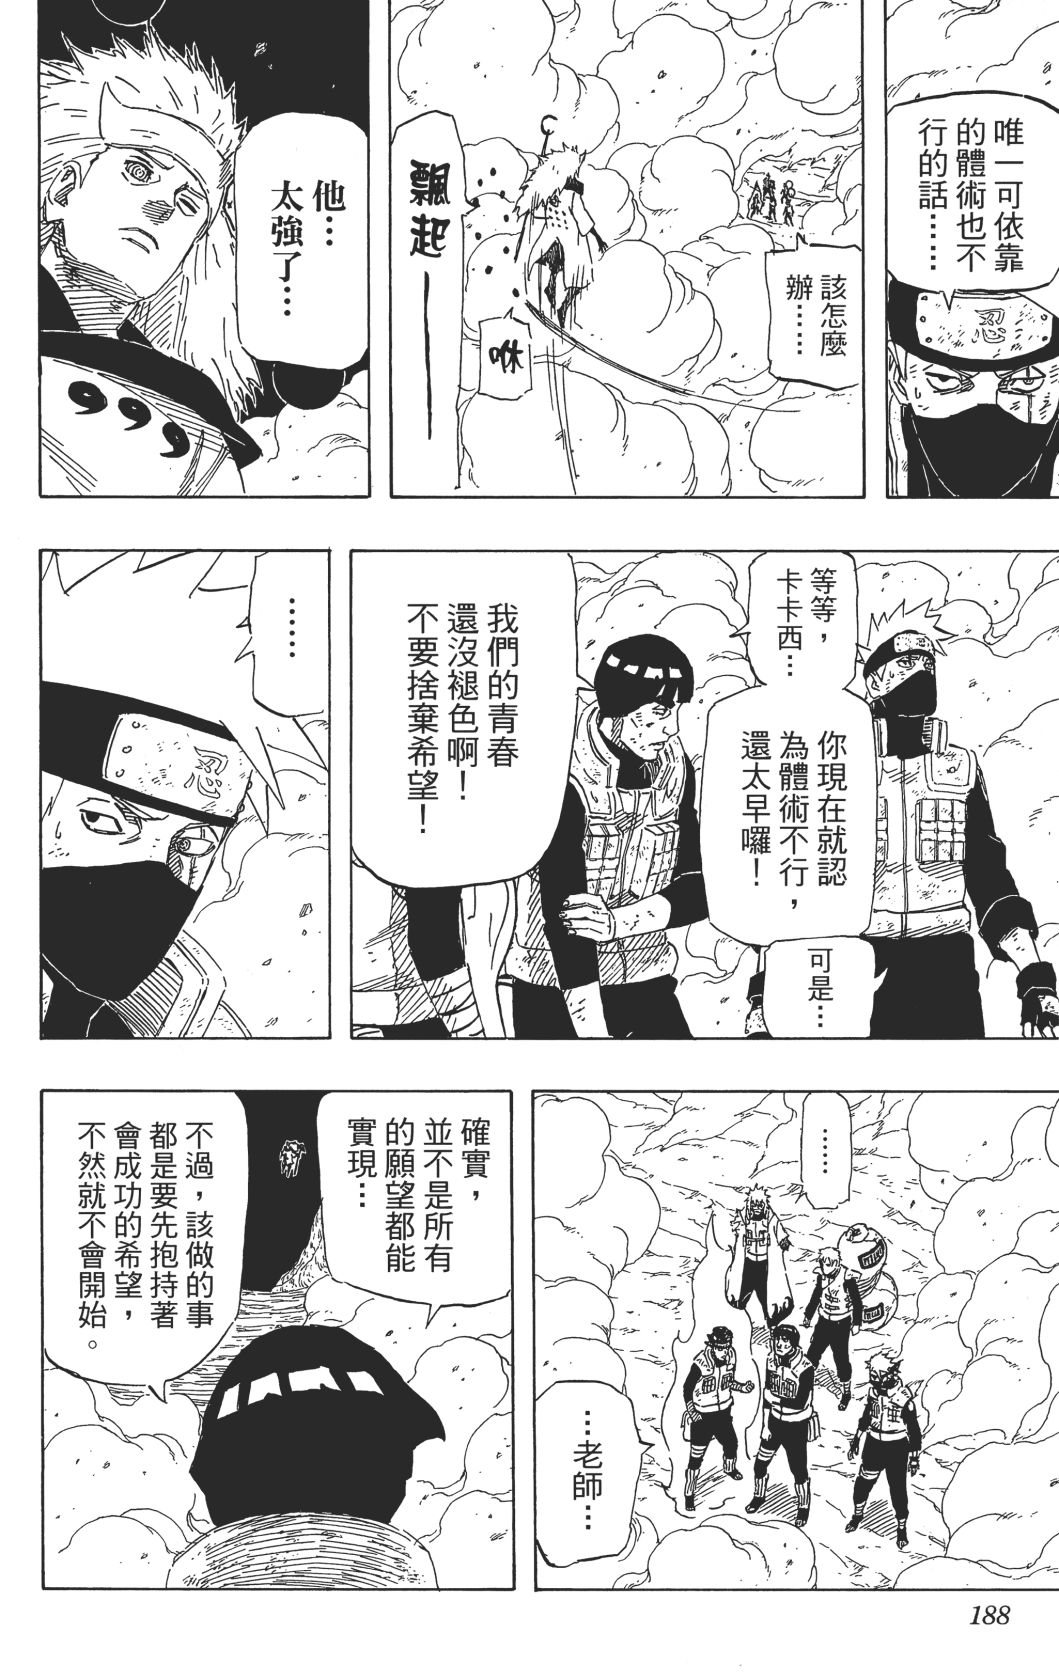 唯一可依靠
的體術也不
行的話……
忍
該怎麼
辦……
咻
飄起——
他…
太強了…
等等，
卡卡西…
你現在就認
為體術不行，
還太早囉！
可是…
我們的青春
還沒褪色啊！
不要捨棄希望！
……
忍
……
…老師…
確實，
並不是所有
的願望都能
實現…
不過，該做的事
都是要先抱持著
會成功的希望，
不然就不會開始。
188